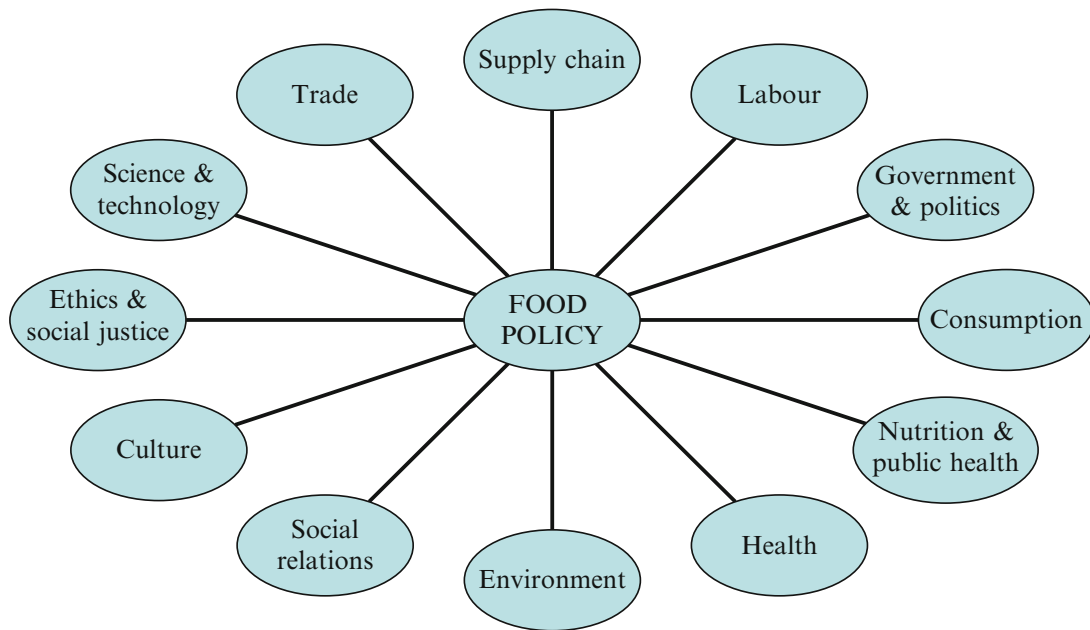 Supply chain
Trade
Labour
Science &
technology
Government
& politics
Ethics &
social justice
FOOD
POLICY
Consumption
Culture
Nutrition &
public health
Social
relations
Health
Environment